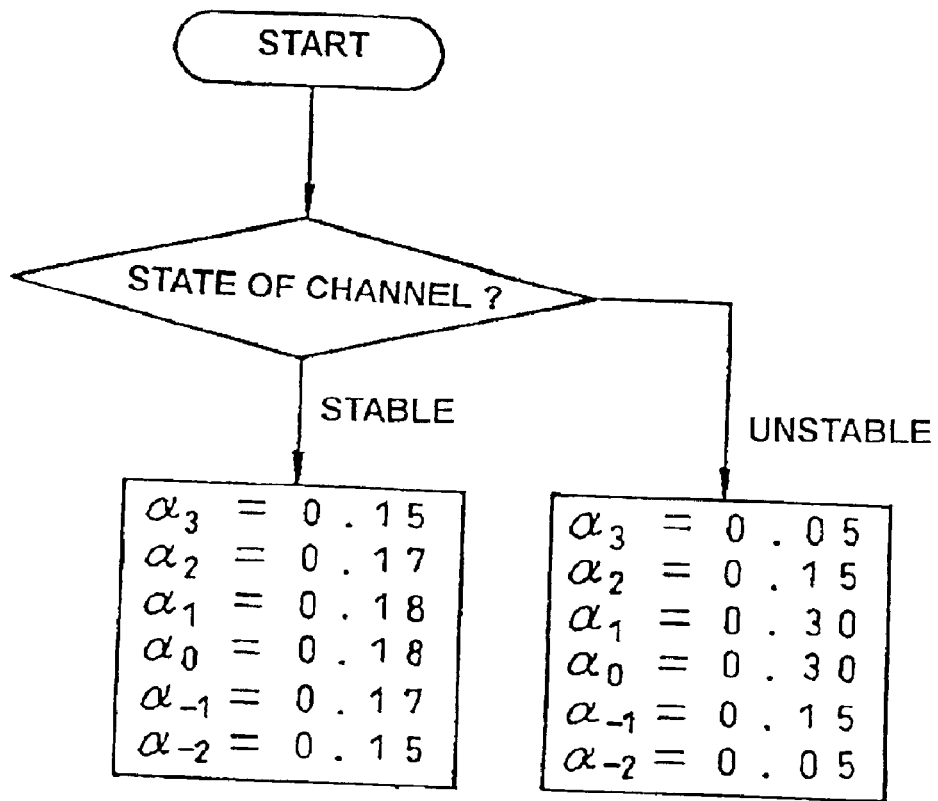 START
STATE OF CHANNEL ?
STABLE
UNSTABLE
α₃ = 0.15
α₂ = 0.17
α₁ = 0.18
α₀ = 0.18
α₋₁ = 0.17
α₋₂ = 0.15
α₃ = 0.05
α₂ = 0.15
α₁ = 0.30
α₀ = 0.30
α₋₁ = 0.15
α₋₂ = 0.05